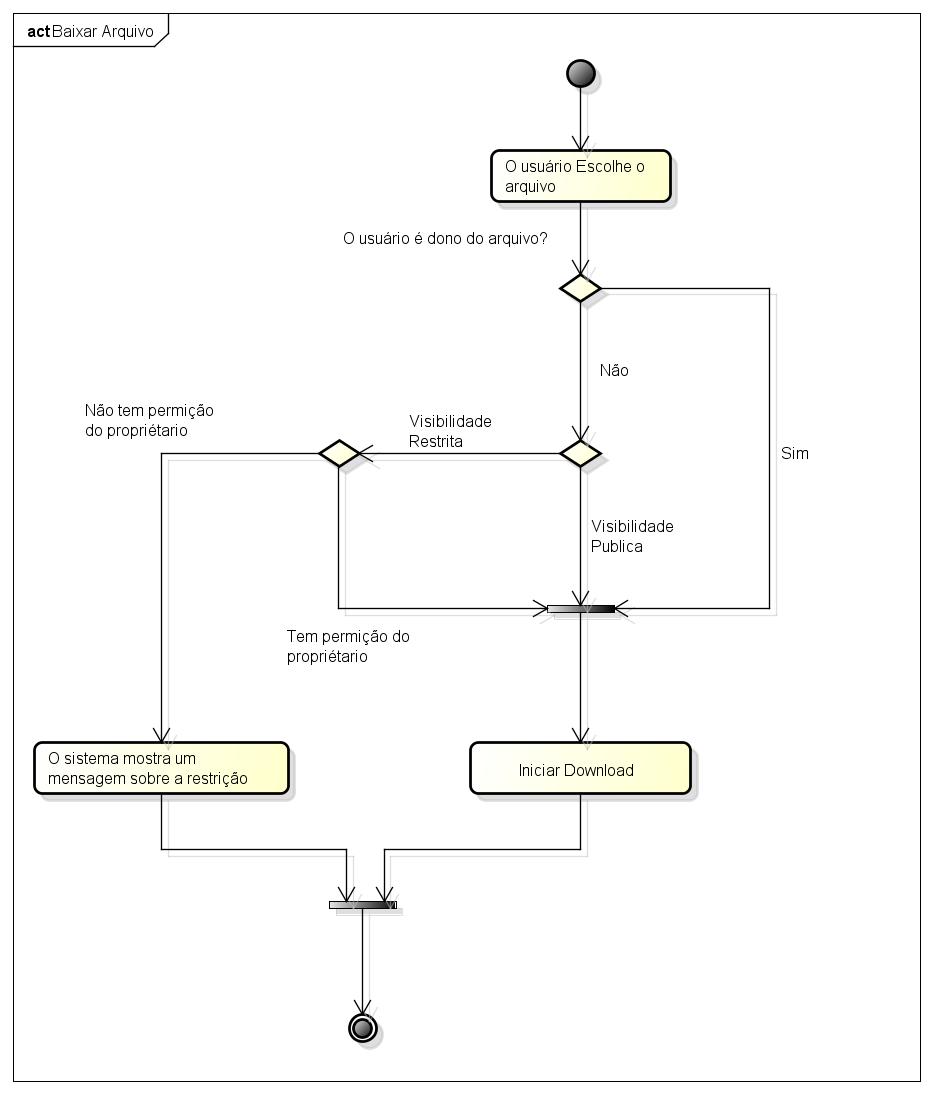 act Baixar Arquivo
O usuário Escolhe o
arquivo
O usuário é dono do arquivo?
Não
Não tem permição
do propriétario
Visibilidade
Restrita
Sim
Visibilidade
Publica
Tem permição do
propriétario
O sistema mostra um
mensagem sobre a restrição
Iniciar Download